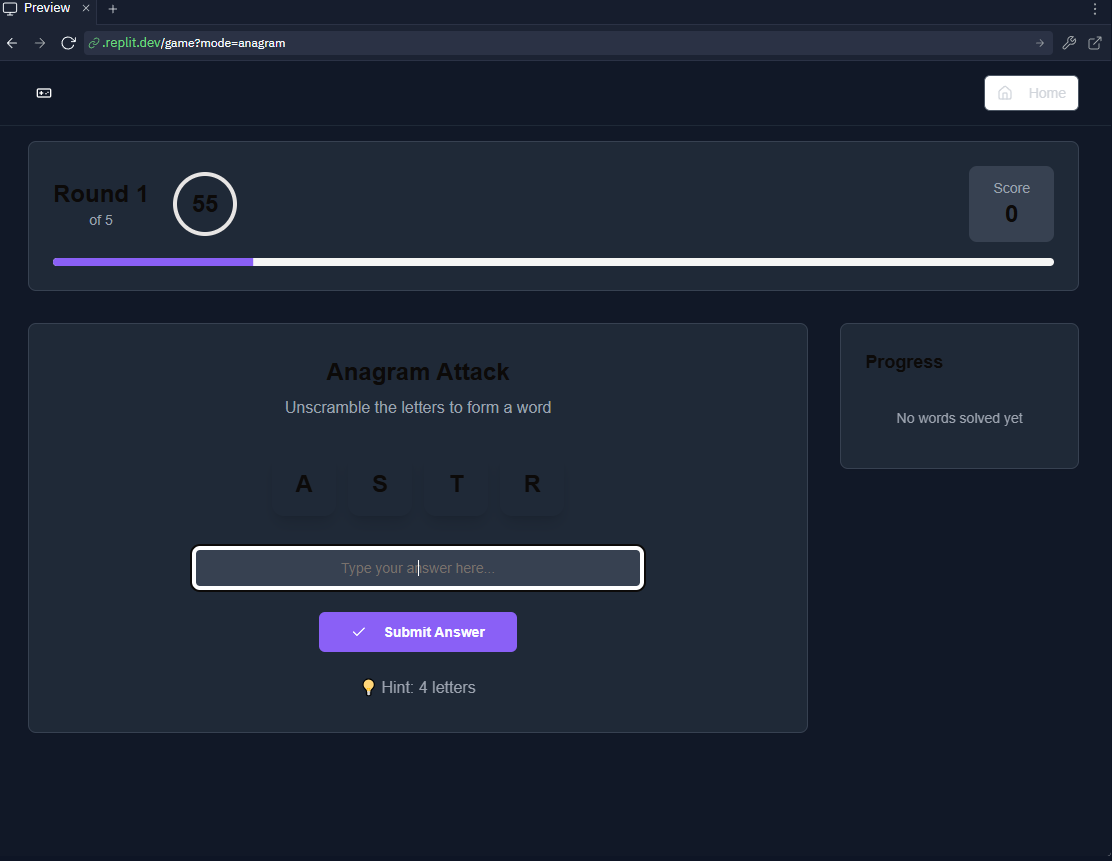 Preview
.replit.dev/game?mode=anagram
Home
Round 1
of 5
55
Score
0
Anagram Attack
Unscramble the letters to form a word
A S T R
Type your answer here...
Submit Answer
💡 Hint: 4 letters
Progress
No words solved yet